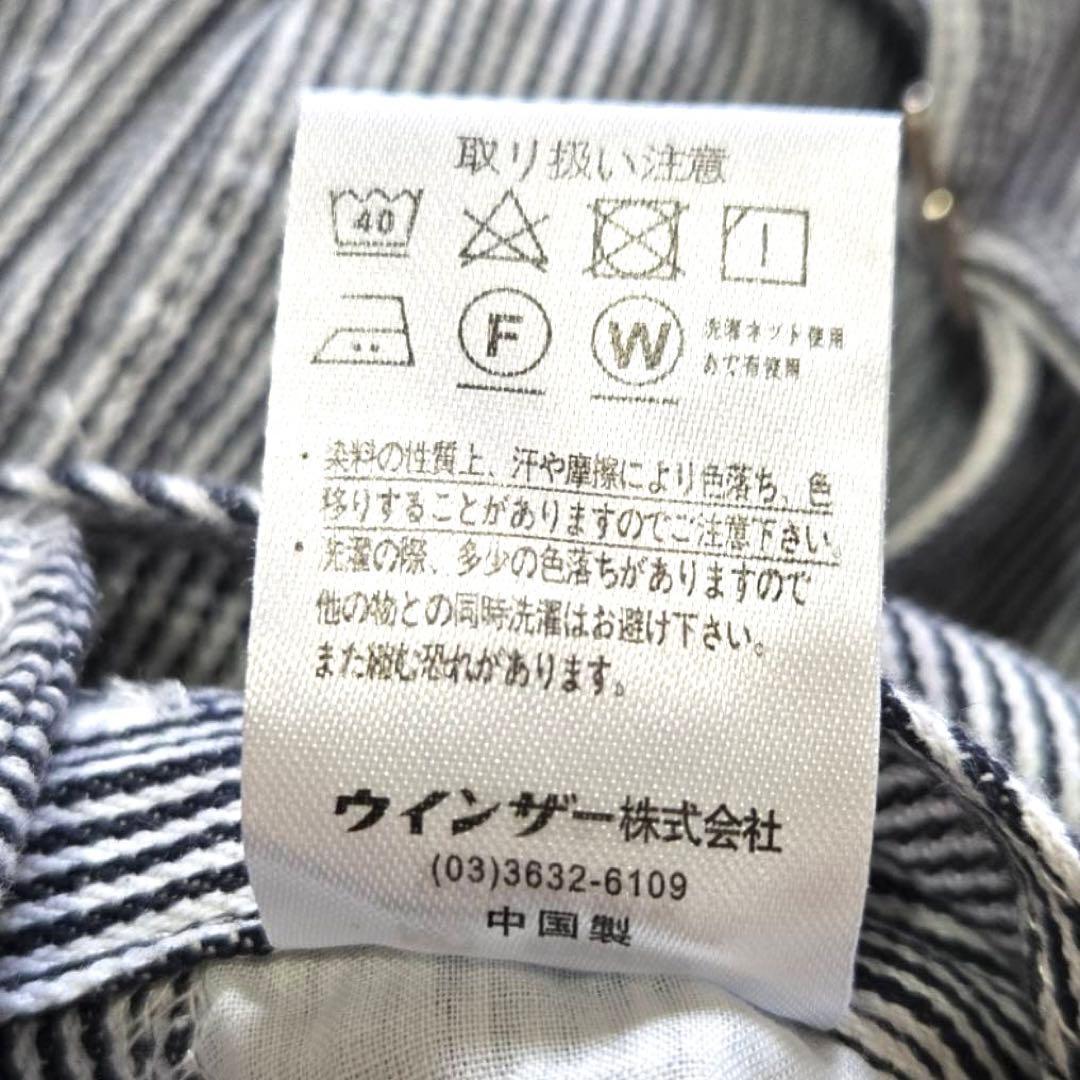 取り扱い注意
40
F W 洗濯ネット使用
あて布使用
・染料の性質上、汗や摩擦により色落ち、色
移りすることがありますのでご注意下さい。
・洗濯の際、多少の色落ちがありますので
他の物との同時洗濯はお避け下さい。
また縮む恐れがあります。
ウインザー株式会社
(03)3632-6109
中国製